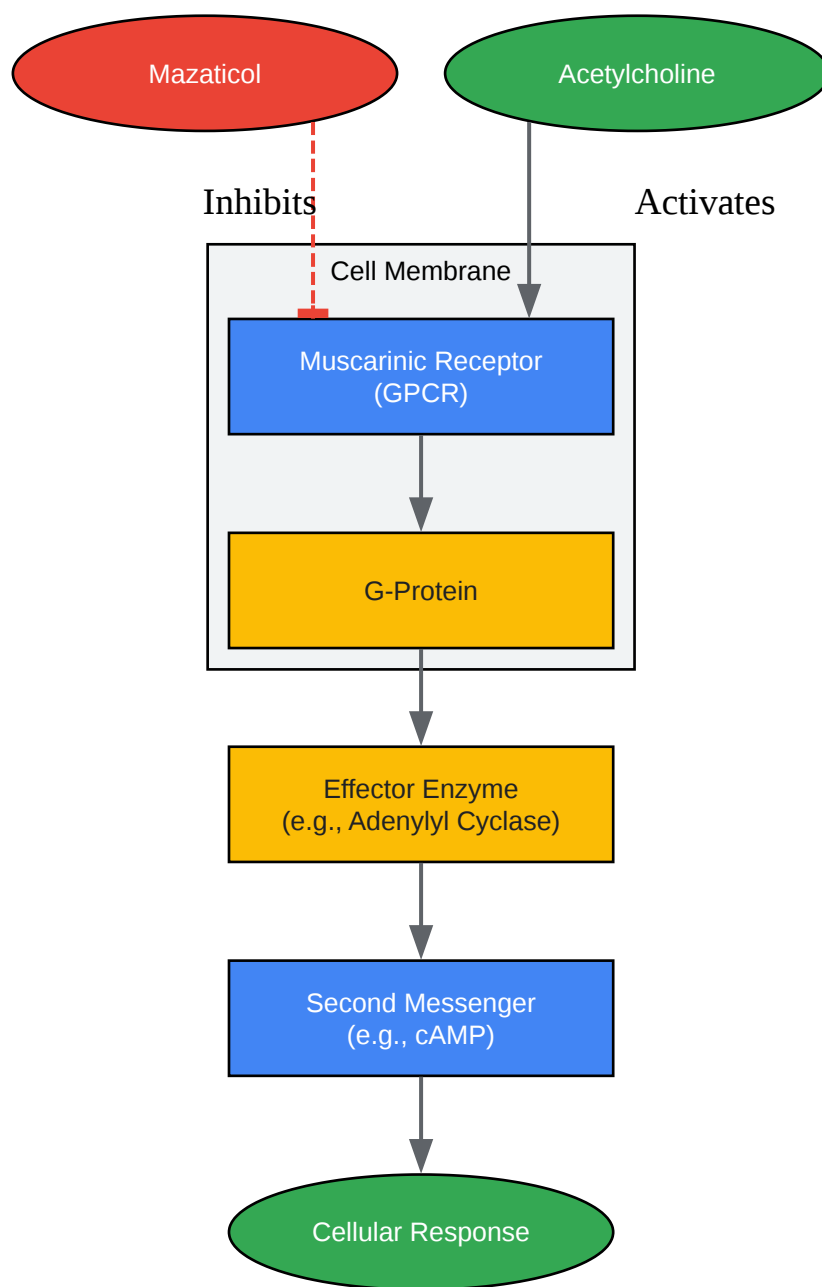 Mazaticol
Acetylcholine
Inhibits
Activates
Cell Membrane
Muscarinic Receptor
(GPCR)
G-Protein
Effector Enzyme
(e.g., Adenylyl Cyclase)
Second Messenger
(e.g., cAMP)
Cellular Response